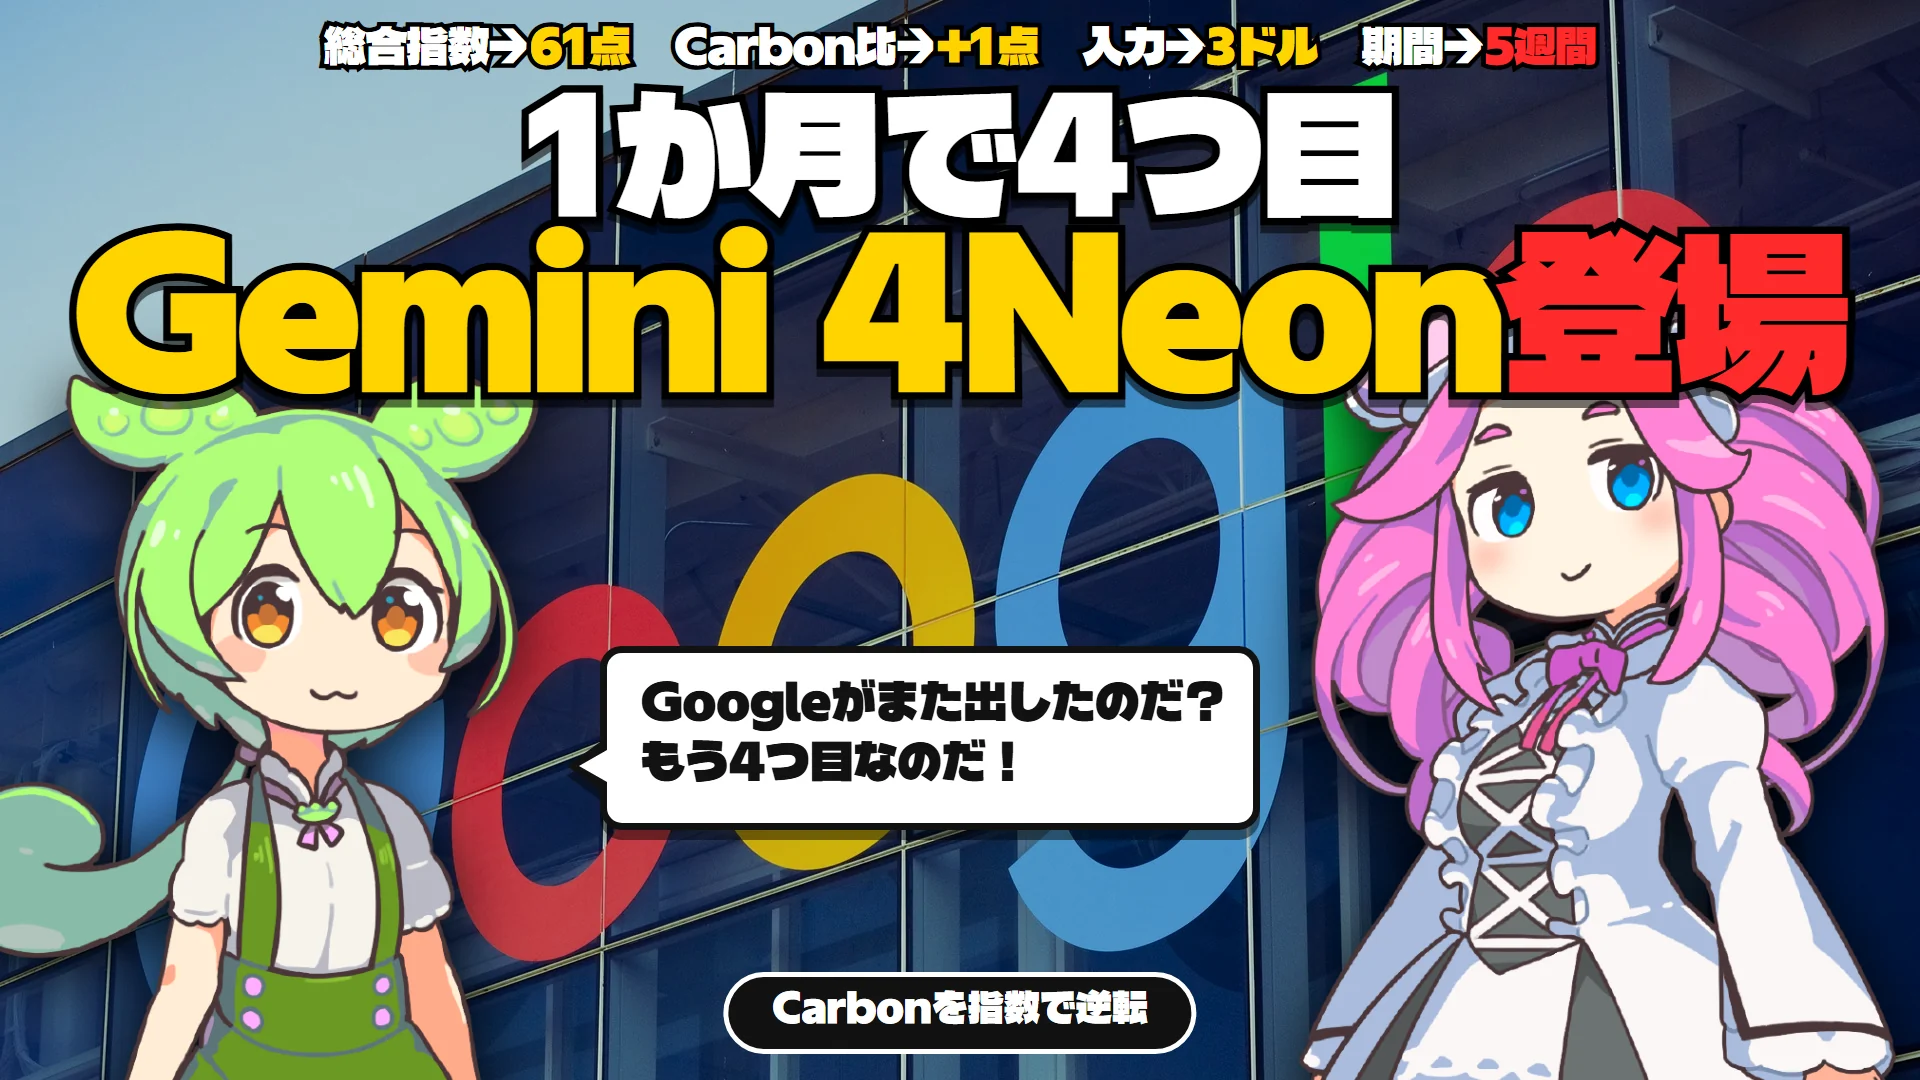 総合指数→61点 Carbon比→+1点 入力→3ドル 期間→5週間
1か月で4つ目
Gemini 4Neon登場
Googleがまた出したのだ？
もう4つ目なのだ！
Carbonを指数で逆転